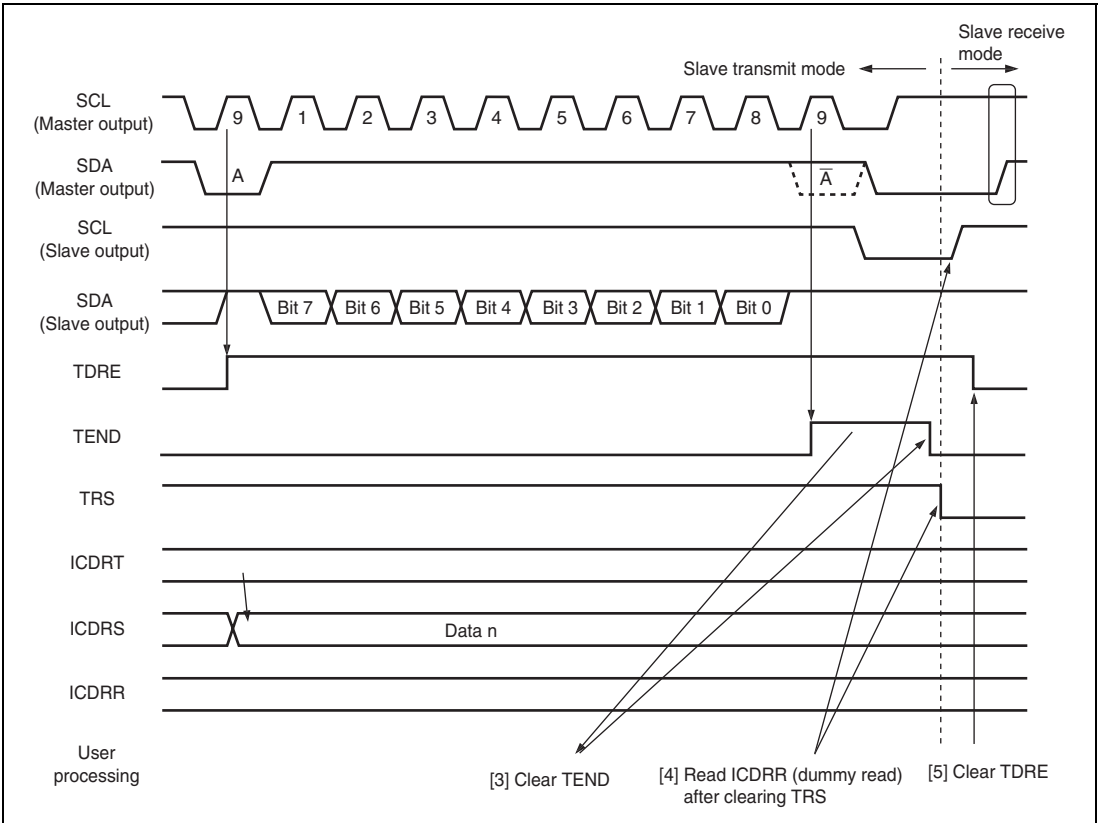 Slave receive
mode
Slave transmit mode
SCL
(Master output)
9 1 2 3 4 5 6 7 8 9
SDA
(Master output)
A A̅
SCL
(Slave output)
SDA
(Slave output)
Bit 7 Bit 6 Bit 5 Bit 4 Bit 3 Bit 2 Bit 1 Bit 0
TDRE
TEND
TRS
ICDRT
ICDRS
Data n
ICDRR
User
processing
[3] Clear TEND
[4] Read ICDRR (dummy read)
after clearing TRS
[5] Clear TDRE